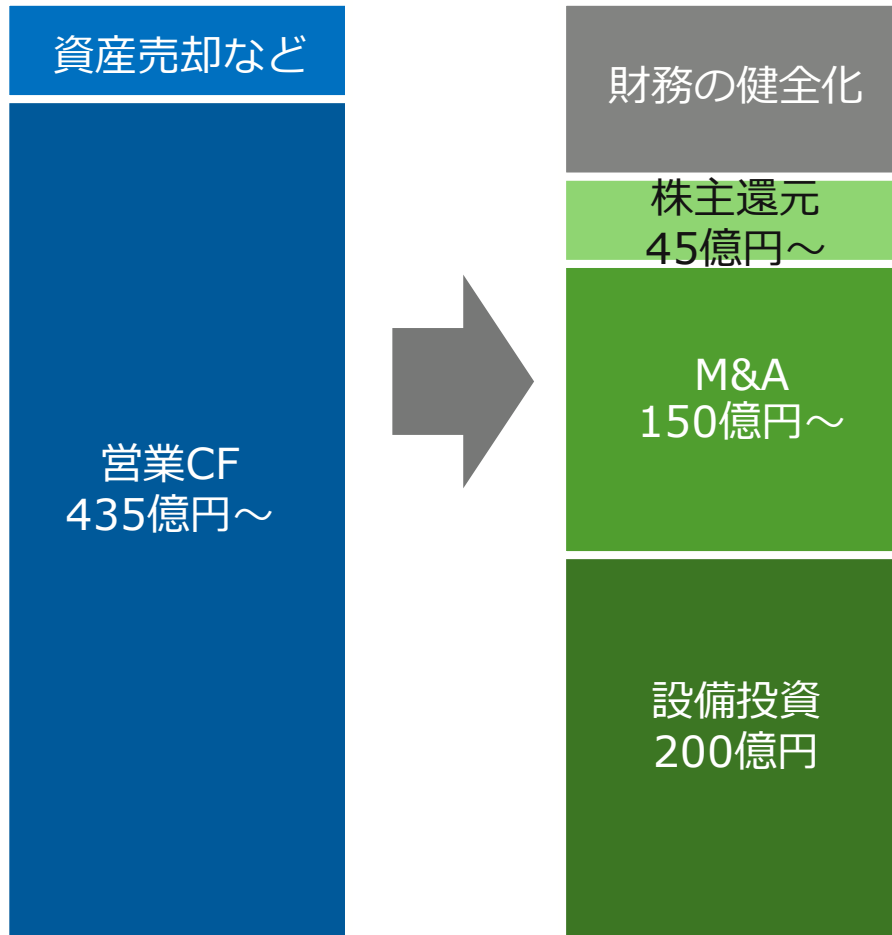 資産売却など
営業CF
435億円～
財務の健全化
株主還元
45億円～
M&A
150億円～
設備投資
200億円